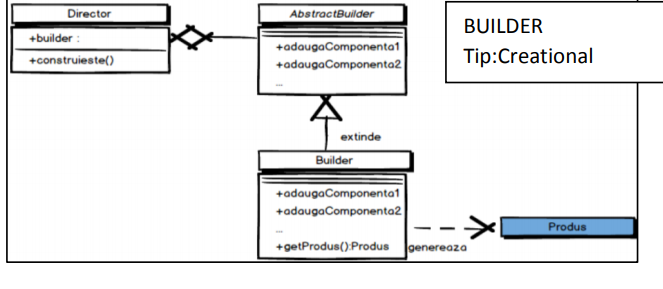 Director
+builder :
+construieste()
AbstractBuilder
+adaugaComponenta1
+adaugaComponenta2
...
BUILDER
Tip:Creational
extinde
Builder
+adaugaComponenta1
+adaugaComponenta2
...
+getProdus():Produs
genereaza
Produs